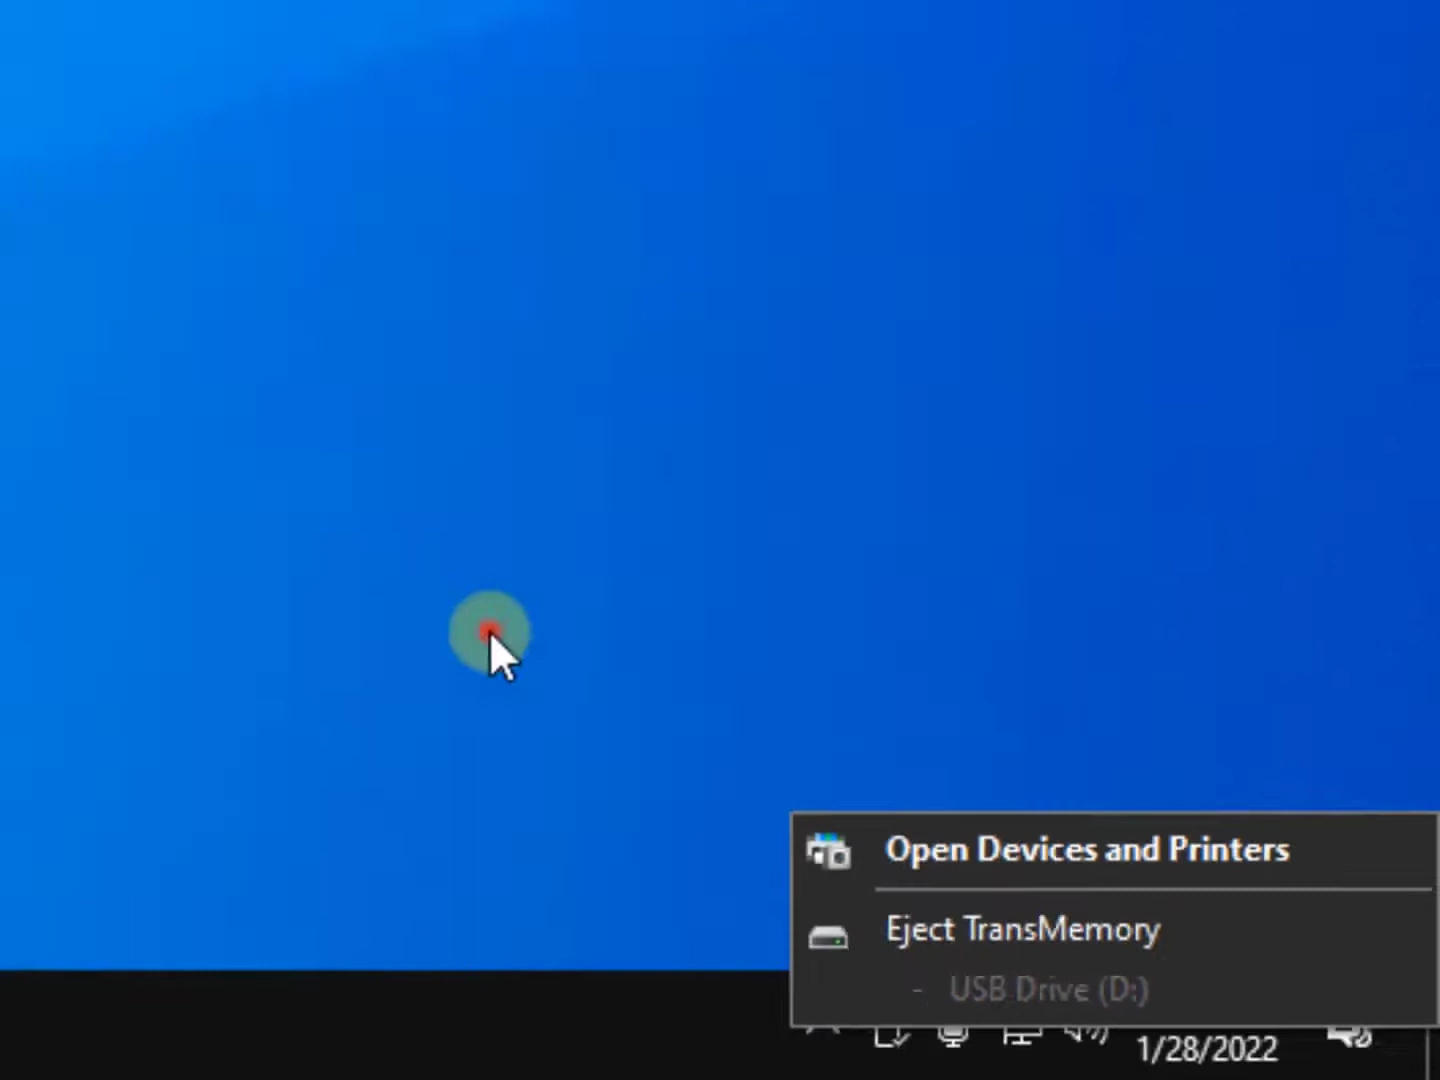 Open Devices and Printers
Eject TransMemory
- USB Drive (D:)
1/28/2022